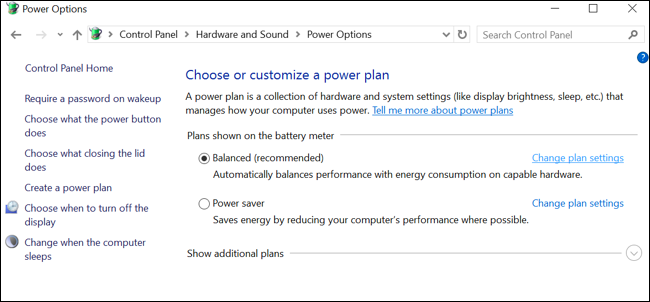 Power Options
Control Panel > Hardware and Sound > Power Options
Search Control Panel
?
Control Panel Home
Require a password on wakeup
Choose what the power button
does
Choose what closing the lid
does
Create a power plan
Choose when to turn off the
display
Change when the computer
sleeps
Choose or customize a power plan
A power plan is a collection of hardware and system settings (like display brightness, sleep, etc.) that
manages how your computer uses power. Tell me more about power plans
Plans shown on the battery meter
Balanced (recommended) Change plan settings
Automatically balances performance with energy consumption on capable hardware.
Power saver Change plan settings
Saves energy by reducing your computer's performance where possible.
Show additional plans